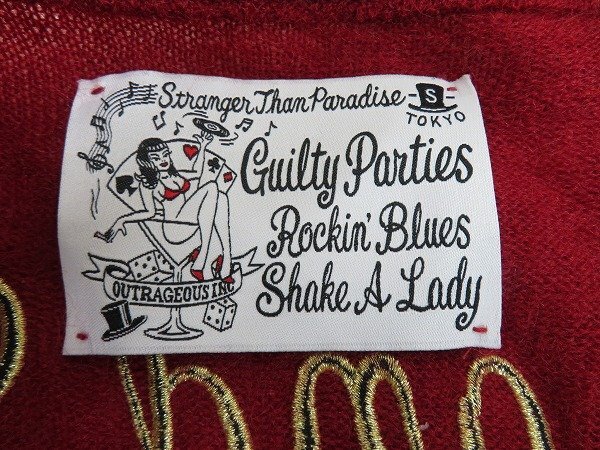 Stranger Than Paradise
S
TOKYO
Guilty Parties
Rockin' Blues
Shake A Lady
OUTRAGEOUS INC